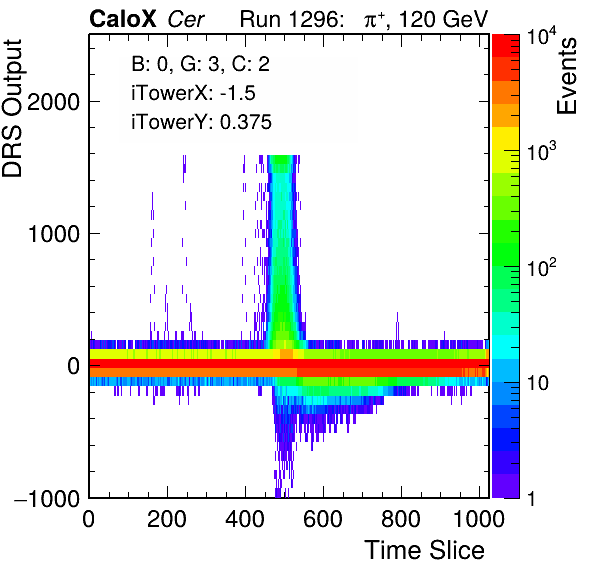 CaloX Cer Run 1296: π⁺, 120 GeV
B: 0, G: 3, C: 2
iTowerX: -1.5
iTowerY: 0.375
DRS Output
2000
1000
0
−1000
0 200 400 600 800 1000
Time Slice
Events
10⁴
10³
10²
10
1